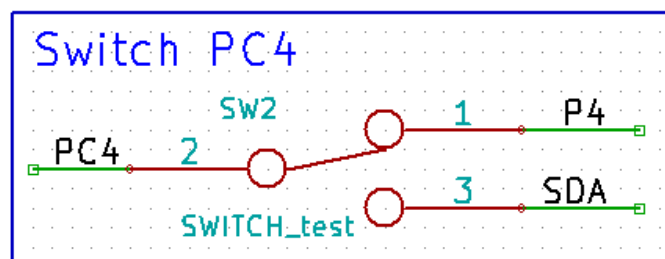 Switch PC4
SW2
1 P4
PC4 2
3 SDA
SWITCH_test